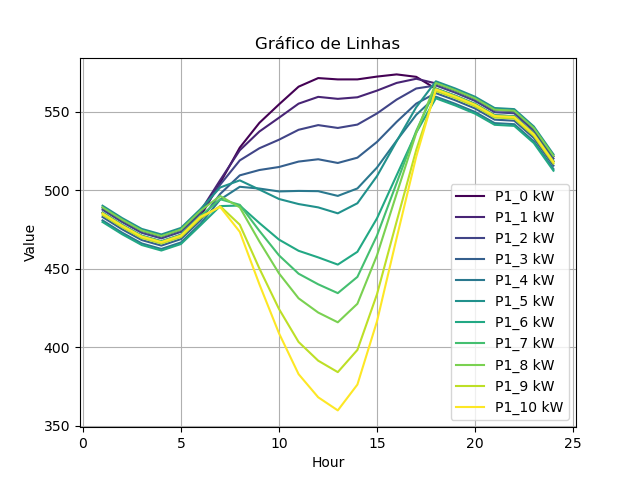 Gráfico de Linhas
Value
550
500
450
400
350
0 5 10 15 20 25
Hour
P1_0 kW
P1_1 kW
P1_2 kW
P1_3 kW
P1_4 kW
P1_5 kW
P1_6 kW
P1_7 kW
P1_8 kW
P1_9 kW
P1_10 kW